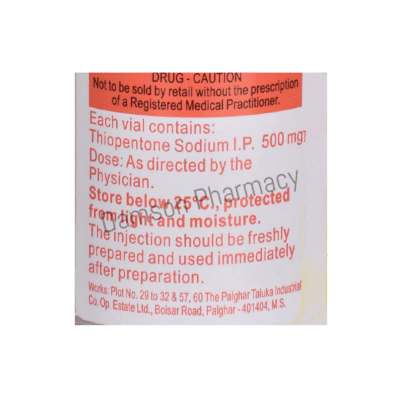 DRUG - CAUTION
Not to be sold by retail without the prescription
of a Registered Medical Practitioner.
Each vial contains:
Thiopentone Sodium I.P. 500 mg
Dose: As directed by the
Physician.
Store below 25°C, protected
from light and moisture.
The injection should be freshly
prepared and used immediately
after preparation.
Works: Plot No. 29 to 32 & 57, 60 The Palghar Taluka Industrial
Co. Op. Estate Ltd., Boisar Road, Palghar - 401404, M.S.
Damson Pharmacy